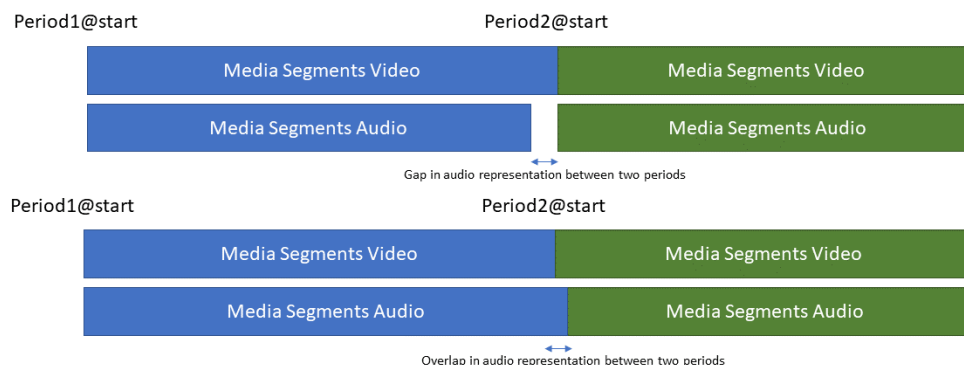 Period1@start Period2@start
Media Segments Video Media Segments Video
Media Segments Audio Media Segments Audio
Gap in audio representation between two periods
Period1@start Period2@start
Media Segments Video Media Segments Video
Media Segments Audio Media Segments Audio
Overlap in audio representation between two periods